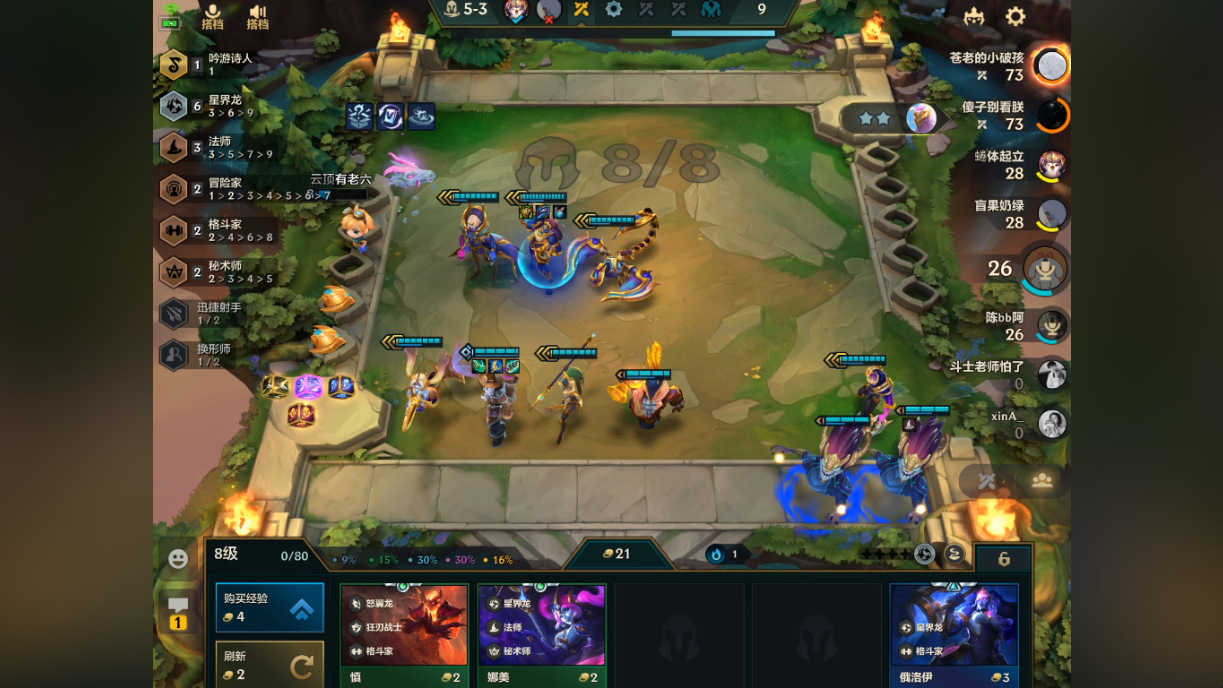 搭档
搭档
5-3
9
1
吟游诗人
1
6
星界龙
3 > 6 > 9
3
法师
3 > 5 > 7 > 9
2
冒险家
1 > 2 > 3 > 4 > 5 > 6 > 7
2
格斗家
2 > 4 > 6 > 8
2
秘术师
2 > 3 > 4 > 5
迅捷射手
1 / 2
换形师
1 / 2
云顶有老六
8/8
苍老的小破孩
73
傻子别看朕
73
蜷体起立
28
盲果奶绿
28
26
陈bb阿
26
斗士老师怕了
0
xinA_
0
8级
0/80
9%
15%
30%
30%
16%
21
1
6
1
购买经验
4
刷新
2
怒翼龙
狂刃战士
格斗家
慎
2
星界龙
法师
秘术师
娜美
2
星界龙
格斗家
俄洛伊
3